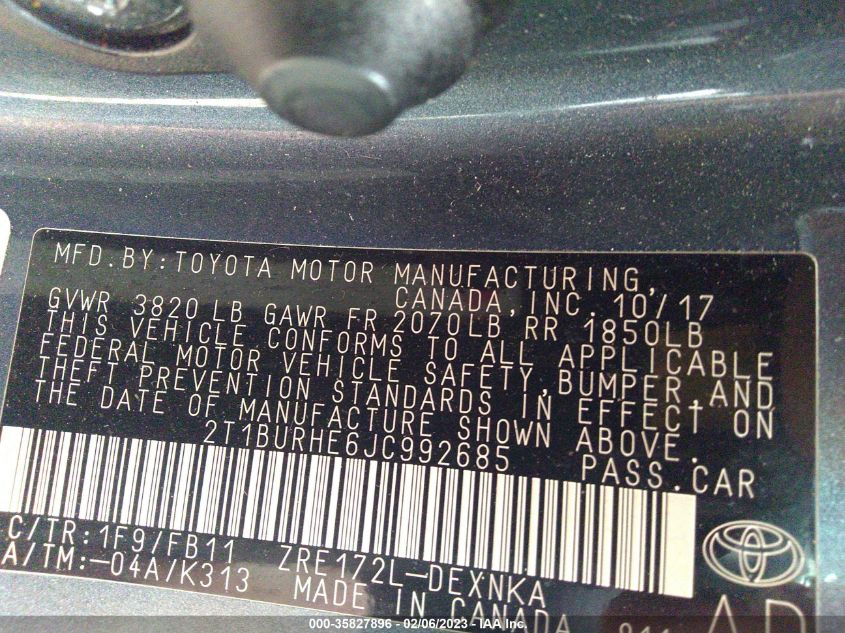 MFD.BY:TOYOTA MOTOR MANUFACTURING,
CANADA,INC. 10/17
GVWR 3820 LB GAWR FR 2070LB RR 1850LB
THIS VEHICLE CONFORMS TO ALL APPLICABLE
FEDERAL MOTOR VEHICLE SAFETY,BUMPER,AND
THEFT PREVENTION STANDARDS IN EFFECT ON
THE DATE OF MANUFACTURE SHOWN ABOVE.
2T1BURHE6JC992685 PASS.CAR
C/TR:1F9/FB11 ZRE172L-DEXNKA
A/TM:-04A/K313 MADE IN CANADA
000-35827896 - 02/06/2023 - IAA Inc.